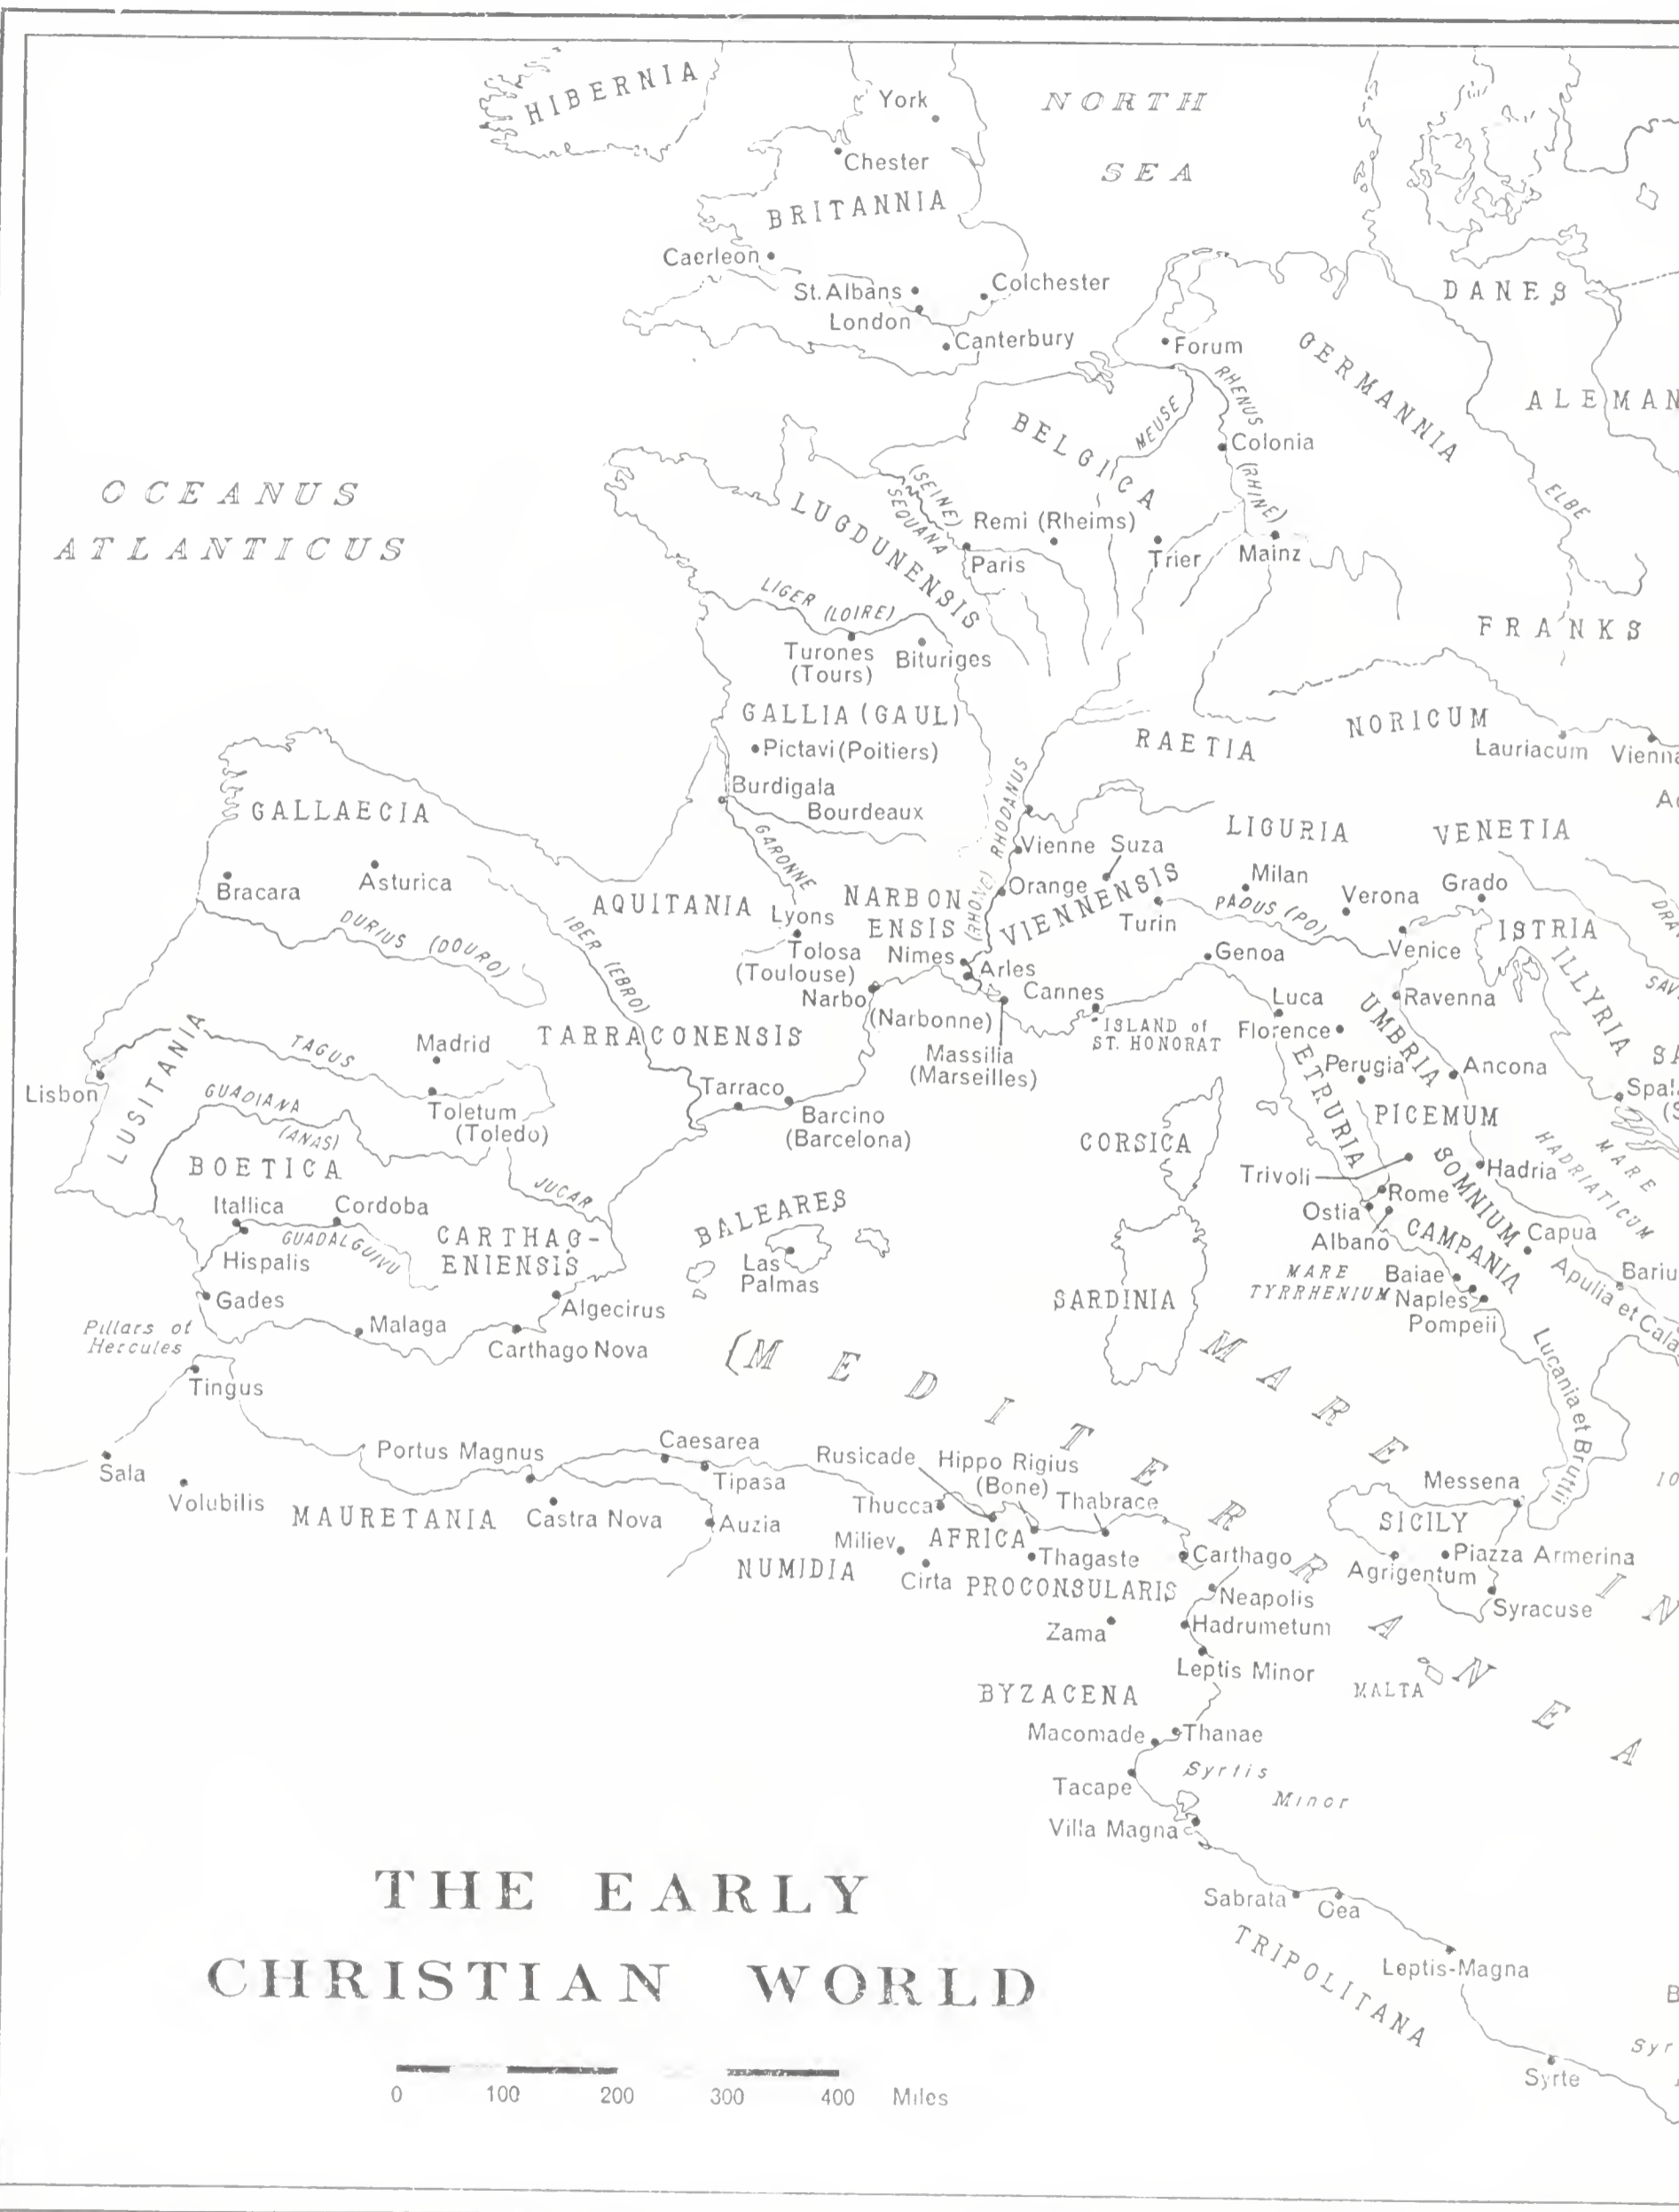 HIBERNIA
York
NORTH
SEA
Chester
BRITANNIA
Caerleon
St. Albans
Colchester
London
Canterbury
DANES
Forum
GERMANNIA
RHENUS
ALEMAN
MEUSE
BELGICA
Colonia
(RHINE)
ELBE
OCEANUS
ATLANTICUS
(SEINE)
SEQUANA
LUGDUNENSIS
Remi (Rheims)
Paris
Trier
Mainz
LIGER (LOIRE)
FRANKS
Turones
(Tours)
Bituriges
GALLIA (GAUL)
Pictavi (Poitiers)
RAETIA
NORICUM
Lauriacum
Vienna
Burdigala
Bourdeaux
GARONNE
(RHONE) RHODANUS
GALLAECIA
LIGURIA
VENETIA
Vienne
Suza
Bracara
Asturica
Orange
VIENNENSIS
Milan
Verona
Grado
AQUITANIA
NARBON
ENSIS
Lyons
Turin
PADUS (PO)
ISTRIA
DURIUS (DOURO)
IBER (EBRO)
Tolosa
(Toulouse)
Nimes
Arles
Genoa
Venice
ILLYRIA
DRA
SAV
Narbo
(Narbonne)
Cannes
Luca
Ravenna
ISLAND of
ST. HONORAT
Florence
UMBRIA
LUSITANIA
TAGUS
Madrid
TARRACONENSIS
Massilia
(Marseilles)
ETRURIA
Perugia
Ancona
SA
Lisbon
GUADIANA
(ANAS)
Toletum
(Toledo)
Tarraco
Barcino
(Barcelona)
Spal
(S
PICEMUM
CORSICA
HADRIATICUM
MARE
BOETICA
JUCAR
Trivoli
SOMNIUM
Hadria
Itallica
Cordoba
BALEARES
Rome
Ostia
Albano
CAMPANIA
Capua
GUADALGUIVU
CARTHAG-
ENIENSIS
Hispalis
Las
Palmas
MARE
TYRRHENIUM
Baiae
Naples
Pompeii
Apulia et Cala
Bariu
Gades
Algecirus
SARDINIA
Pillars of
Hercules
Malaga
Carthago Nova
Lucania et Bruttii
Tingus
(MEDITERRANEA
MARE IN
Sala
Volubilis
Portus Magnus
Caesarea
Tipasa
Rusicade
Hippo Rigius
(Bone)
Thabrace
Messena
10
MAURETANIA
Castra Nova
Auzia
Thucca
Miliev
AFRICA
SICILY
NUMIDIA
Cirta
Thagaste
PROCONSULARIS
Carthago
Agrigentum
Piazza Armerina
Neapolis
Syracuse
Zama
Hadrumetum
Leptis Minor
BYZACENA
MALTA
Macomade
Thanae
Tacape
Syrtis
Minor
Villa Magna
THE EARLY
CHRISTIAN WORLD
Sabrata
Oea
TRIPOLITANA
Leptis-Magna
B
Syr
Syrte
0 100 200 300 400 Miles